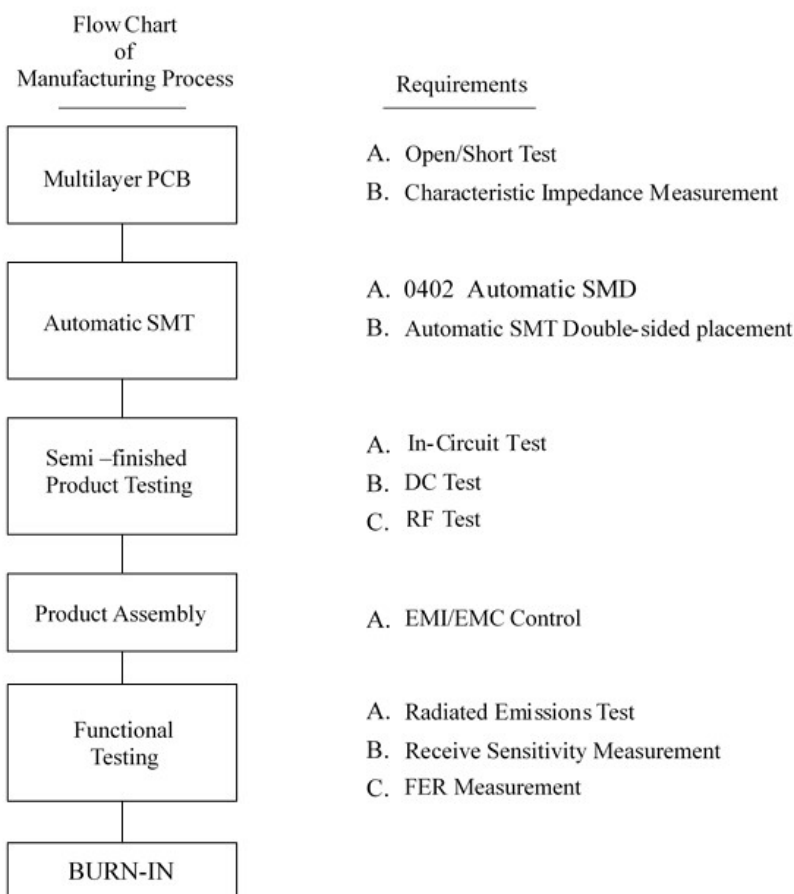 Flow Chart
of
Manufacturing Process
Requirements
Multilayer PCB
A. Open/Short Test
B. Characteristic Impedance Measurement
Automatic SMT
A. 0402 Automatic SMD
B. Automatic SMT Double-sided placement
Semi –finished
Product Testing
A. In-Circuit Test
B. DC Test
C. RF Test
Product Assembly
A. EMI/EMC Control
Functional
Testing
A. Radiated Emissions Test
B. Receive Sensitivity Measurement
C. FER Measurement
BURN-IN